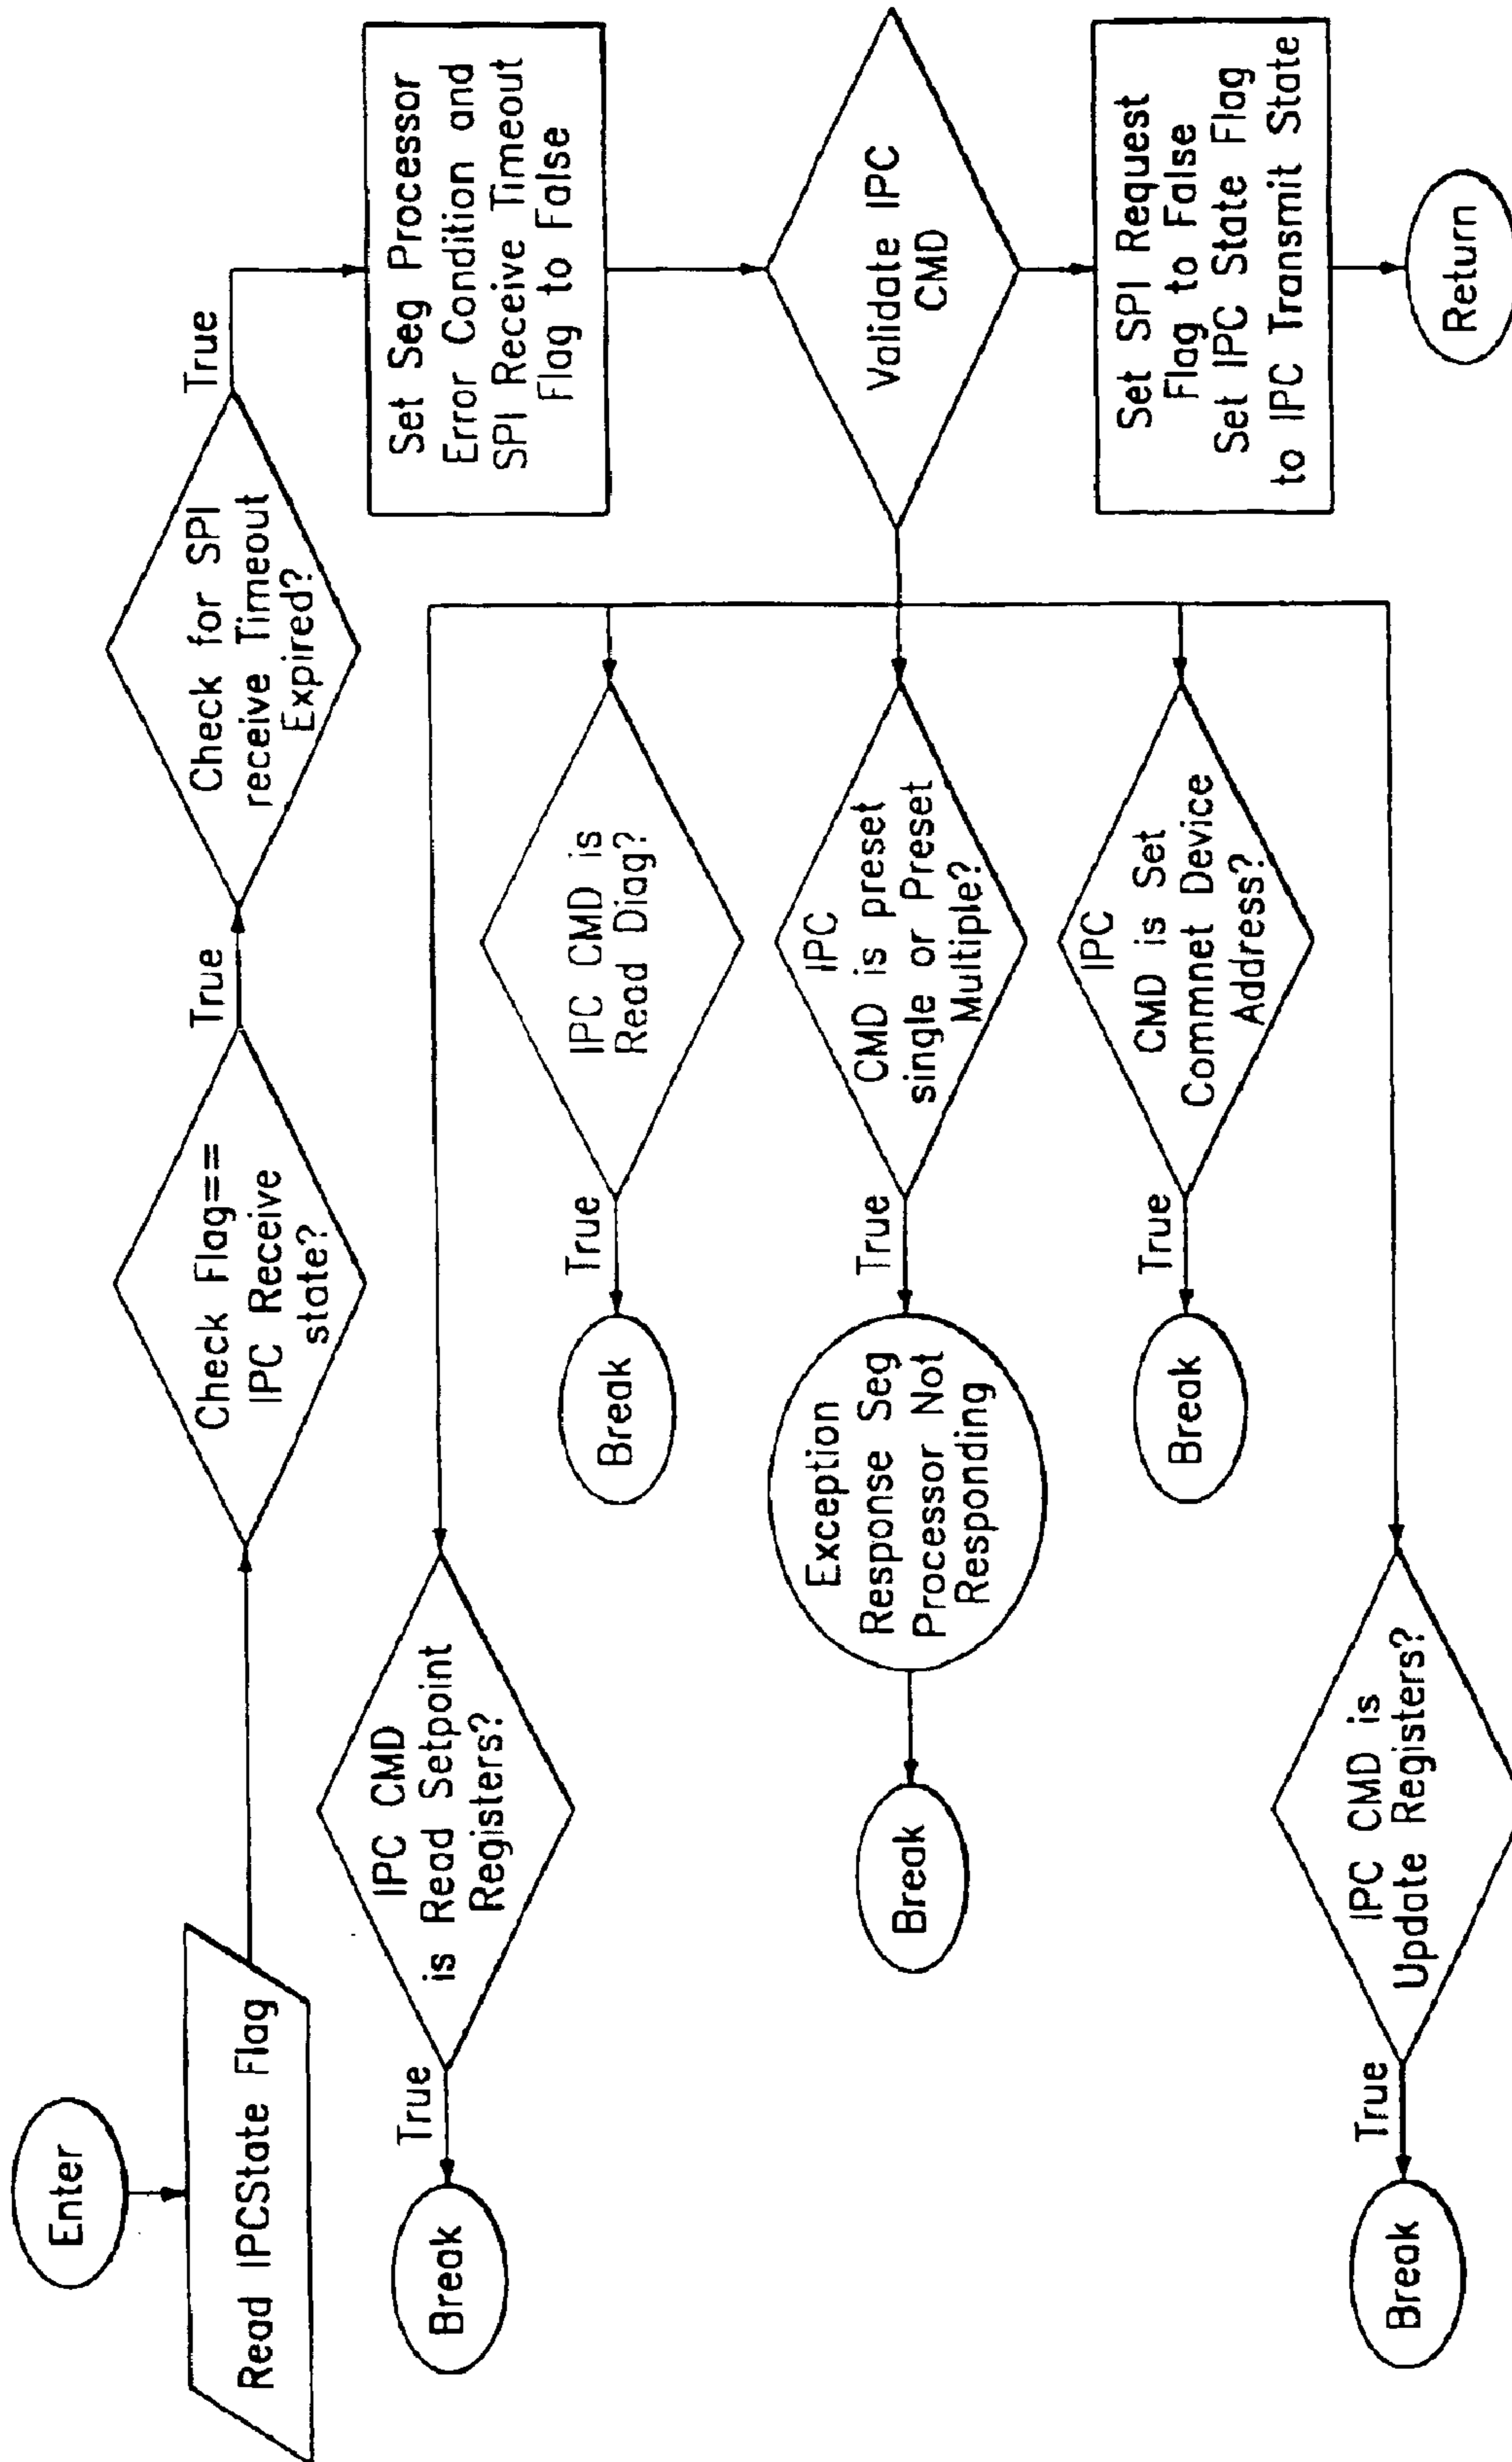 Enter
Read IPCState Flag
Check Flag==
IPC Receive
state?
True
Check for SPI
receive Timeout
Expired?
True
Set Seg Processor
Error Condition and
SPI Receive Timeout
Flag to False
Validate IPC
CMD
Set SPI Request
Flag to False
Set IPC State Flag
to IPC Transmit State
Return
IPC CMD
is Read Setpoint
Registers?
True
Break
IPC CMD is
Read Diag?
True
Break
IPC
CMD is preset
single or Preset
Multiple?
True
Exception
Response Seg
Processor Not
Responding
Break
IPC
CMD is Set
Commnet Device
Address?
True
Break
IPC CMD is
Update Registers?
True
Break